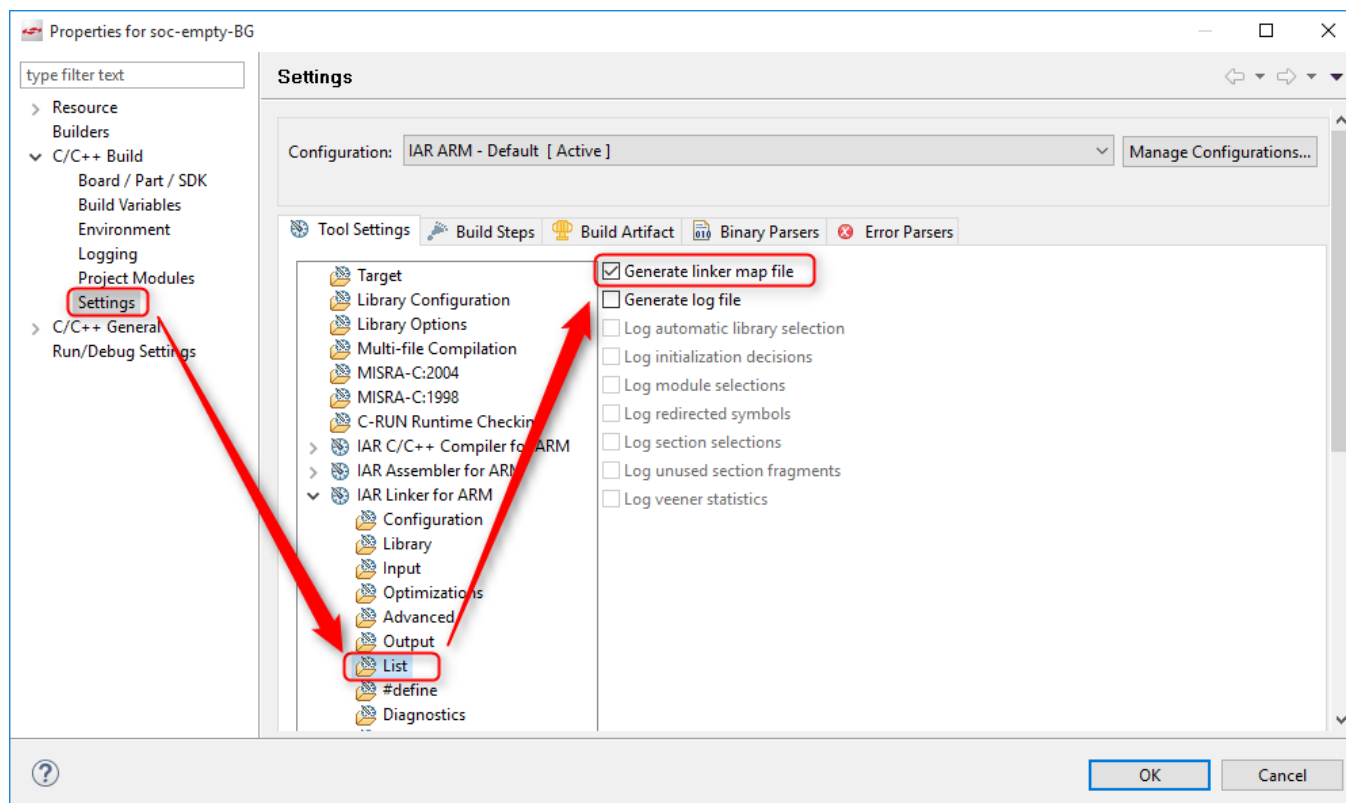 Properties for soc-empty-BG
type filter text
Resource
Builders
C/C++ Build
Board / Part / SDK
Build Variables
Environment
Logging
Project Modules
Settings
C/C++ General
Run/Debug Settings
Settings
Configuration: IAR ARM - Default [ Active ] Manage Configurations...
Tool Settings Build Steps Build Artifact Binary Parsers Error Parsers
Target
Library Configuration
Library Options
Multi-file Compilation
MISRA-C:2004
MISRA-C:1998
C-RUN Runtime Checkin
IAR C/C++ Compiler for ARM
IAR Assembler for ARM
IAR Linker for ARM
Configuration
Library
Input
Optimizations
Advanced
Output
List
#define
Diagnostics
Generate linker map file
Generate log file
Log automatic library selection
Log initialization decisions
Log module selections
Log redirected symbols
Log section selections
Log unused section fragments
Log veener statistics
OK Cancel